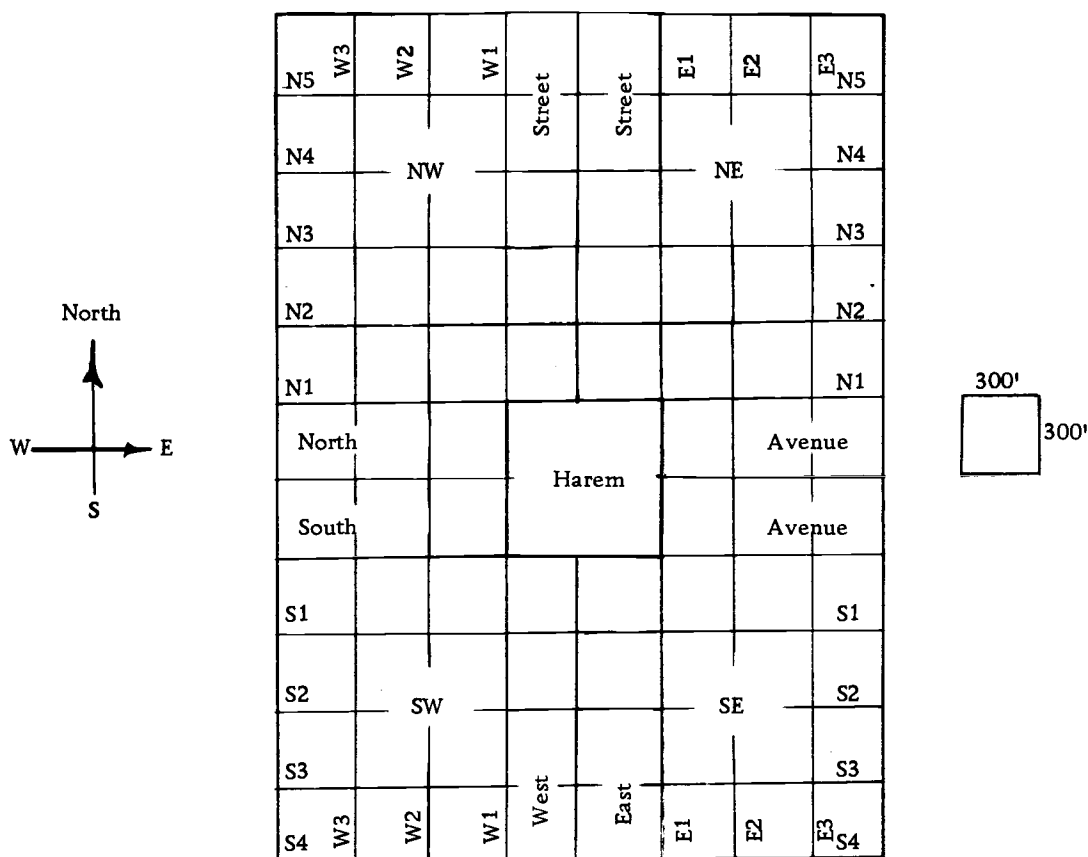 W3 W2 W1 Street Street E1 E2 E3
N5 N5
N4 NW NE N4
N3 N3
North N2 N2
N1 N1
300'
W E North Harem Avenue 300'
S South Avenue
S1 S1
S2 SW SE S2
S3 S3
S4 W3 W2 W1 West East E1 E2 E3 S4